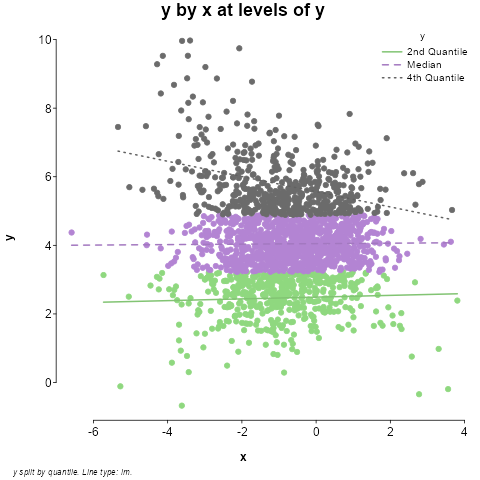 y by x at levels of y
y
2nd Quantile
Median
4th Quantile
10
8
6
4
2
0
y
-6
-4
-2
0
2
4
x
y split by quantile. Line type: lm.